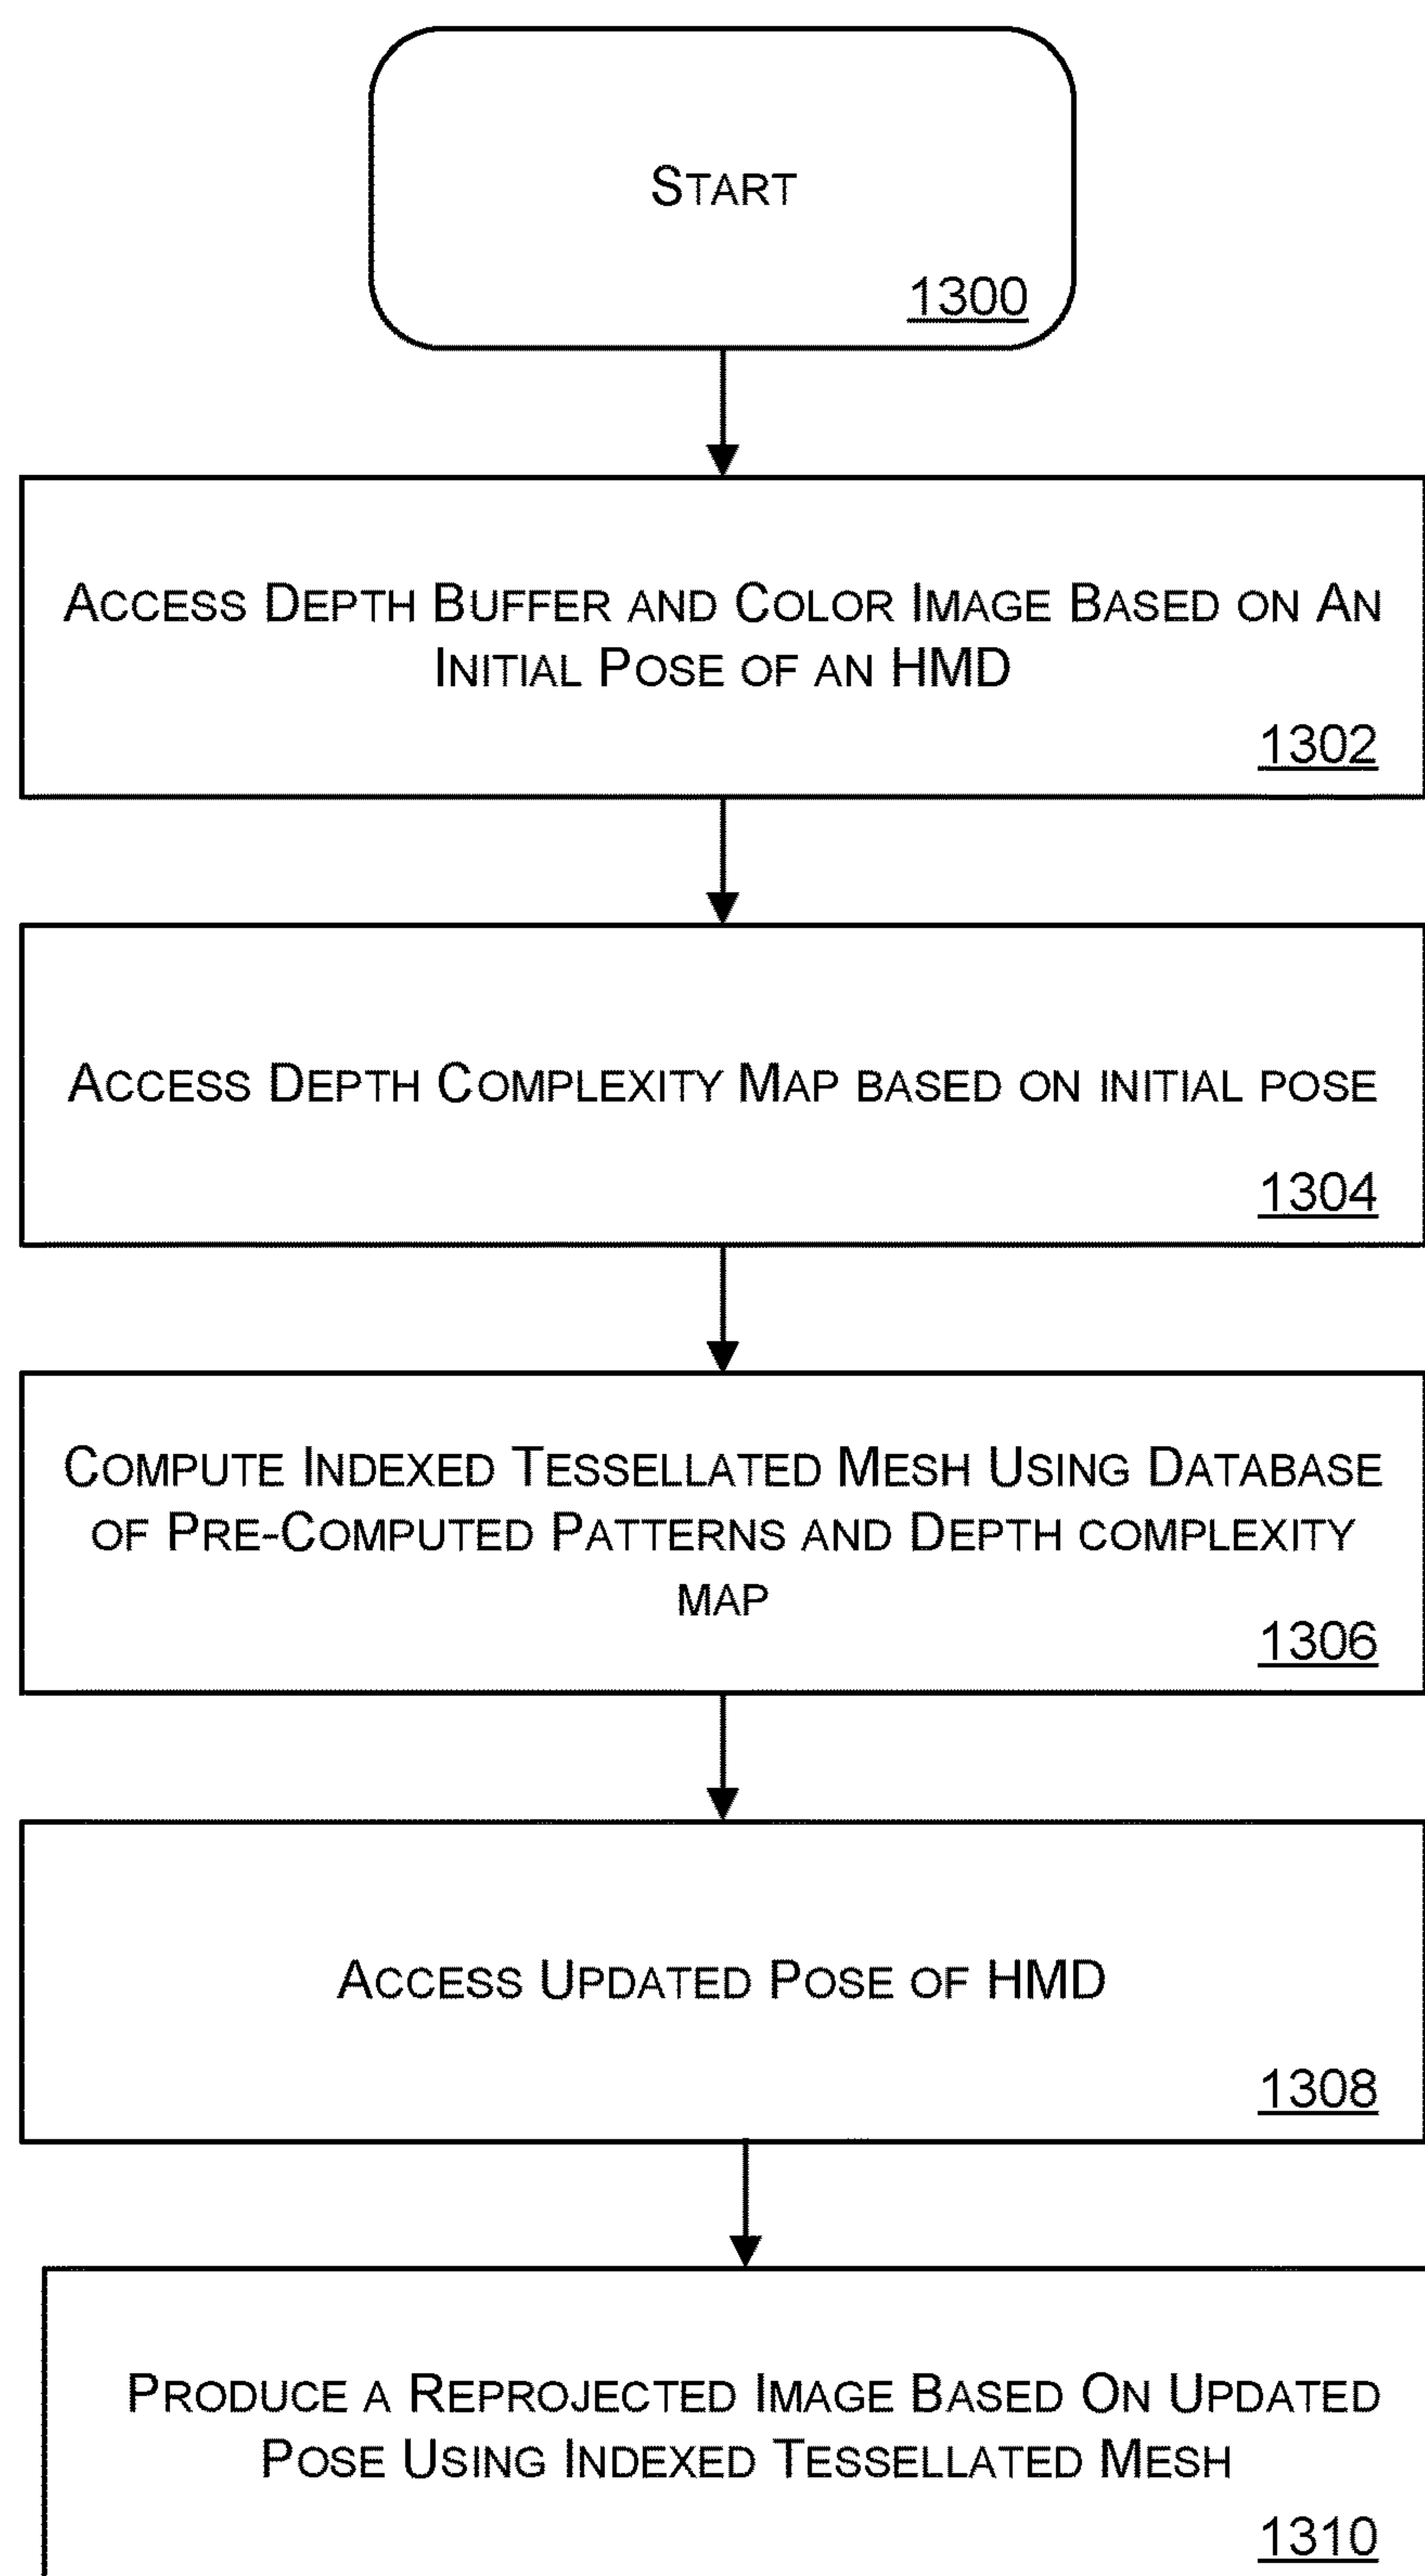 START
1300
ACCESS DEPTH BUFFER AND COLOR IMAGE BASED ON AN
INITIAL POSE OF AN HMD
1302
ACCESS DEPTH COMPLEXITY MAP BASED ON INITIAL POSE
1304
COMPUTE INDEXED TESSELLATED MESH USING DATABASE
OF PRE-COMPUTED PATTERNS AND DEPTH COMPLEXITY
MAP
1306
ACCESS UPDATED POSE OF HMD
1308
PRODUCE A REPROJECTED IMAGE BASED ON UPDATED
POSE USING INDEXED TESSELLATED MESH
1310